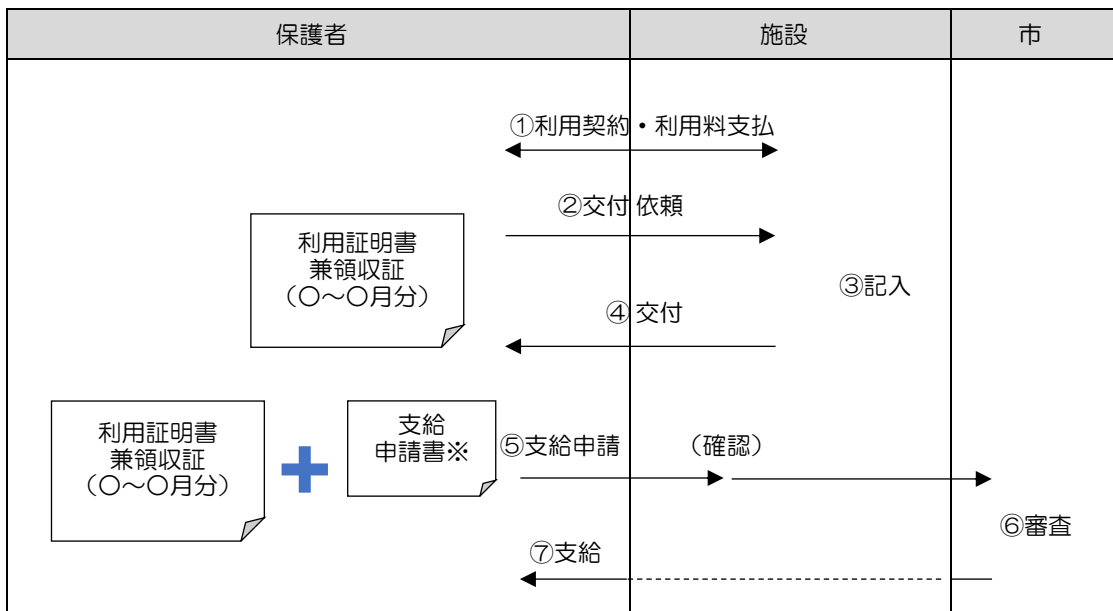 保護者
施設
市
①利用契約・利用料支払
②交付 依頼
利用証明書
兼領収証
（〇～〇月分）
③記入
④ 交付
利用証明書
兼領収証
（〇～〇月分）
支給
申請書※
⑤支給申請
（確認）
⑥審査
⑦支給